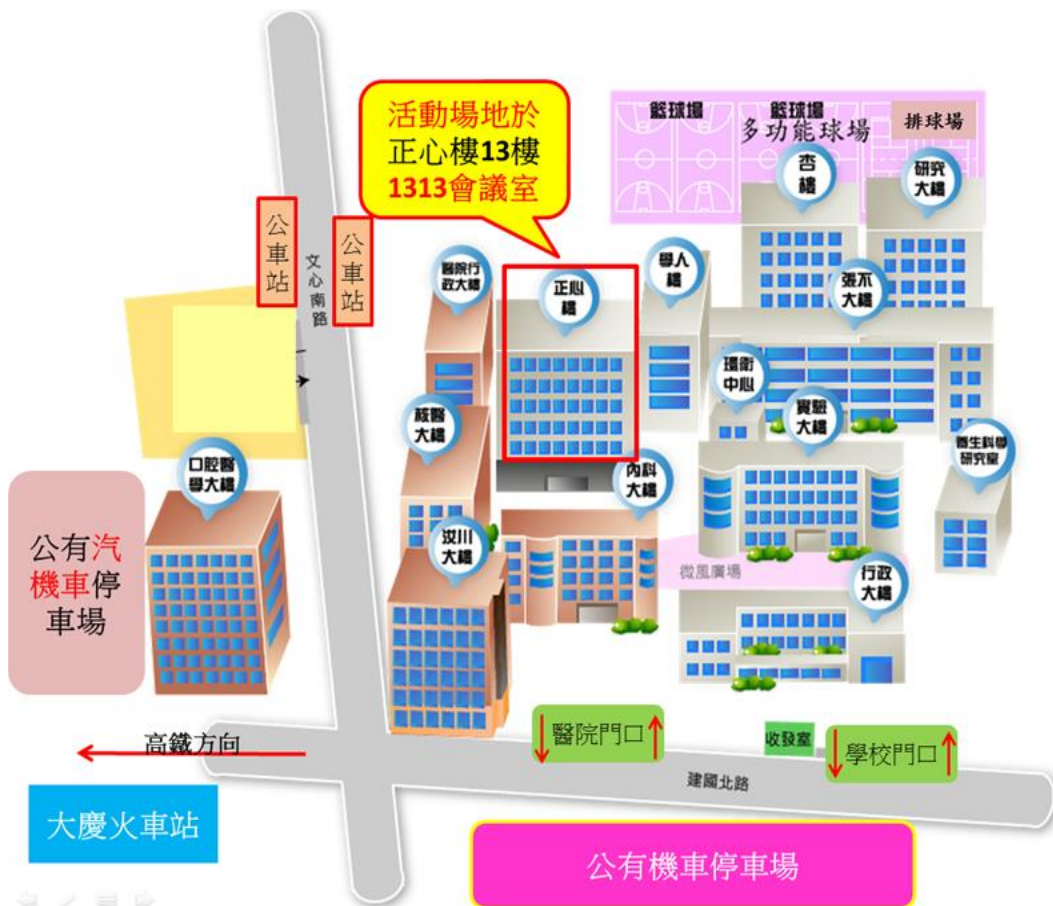 活動場地於
正心樓13樓
1313會議室
籃球場
籃球場
多功能球場
排球場
杏
樓
研究
大樓
公車站
公車站
文心南路
醫院行
政大樓
正心
樓
學人
樓
張不
大樓
環衛
中心
核醫
大樓
實驗
大樓
口腔醫
學大樓
內科
大樓
養生科學
研究室
公有汽
機車停
車場
汝川
大樓
微風廣場
行政
大樓
高鐵方向
醫院門口
收發室
學校門口
建國北路
大慶火車站
公有機車停車場